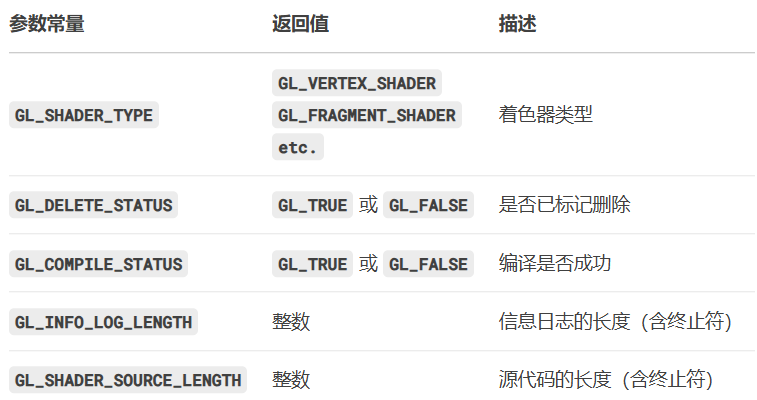 参数常量 返回值 描述
GL_VERTEX_SHADER
GL_SHADER_TYPE GL_FRAGMENT_SHADER 着色器类型
etc.
GL_DELETE_STATUS GL_TRUE 或 GL_FALSE 是否已标记删除
GL_COMPILE_STATUS GL_TRUE 或 GL_FALSE 编译是否成功
GL_INFO_LOG_LENGTH 整数 信息日志的长度（含终止符）
GL_SHADER_SOURCE_LENGTH 整数 源代码的长度（含终止符）